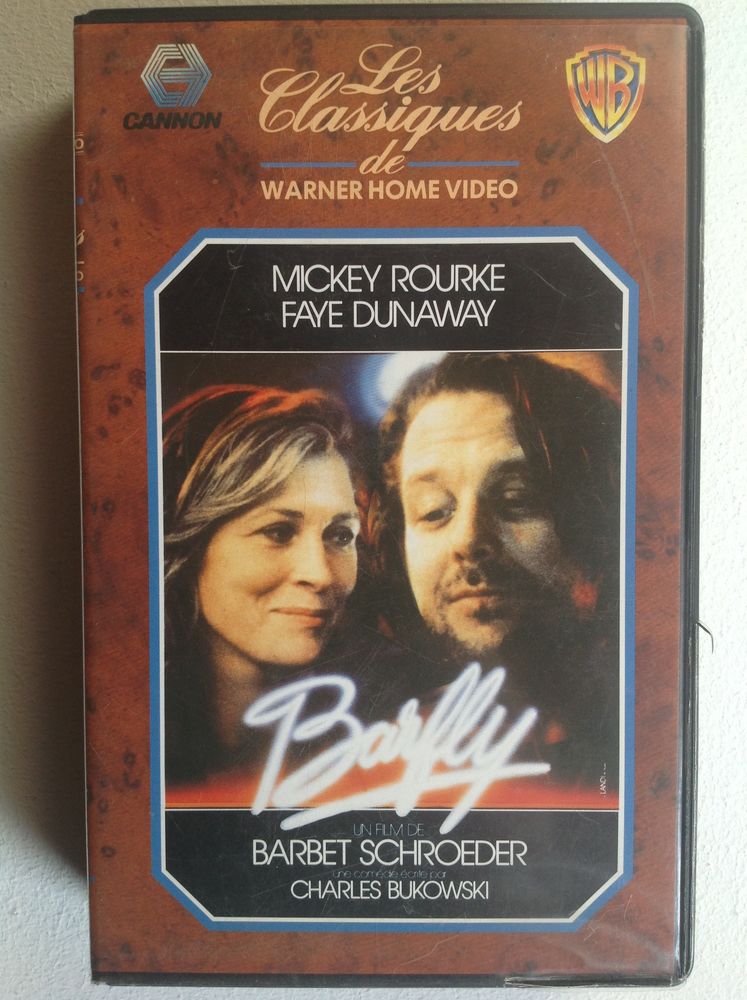 CANNON
Les
Classiques
de
WARNER HOME VIDEO
WB
MICKEY ROURKE
FAYE DUNAWAY
Barfly
UN FILM DE
BARBET SCHROEDER
une comédie écrite par
CHARLES BUKOWSKI